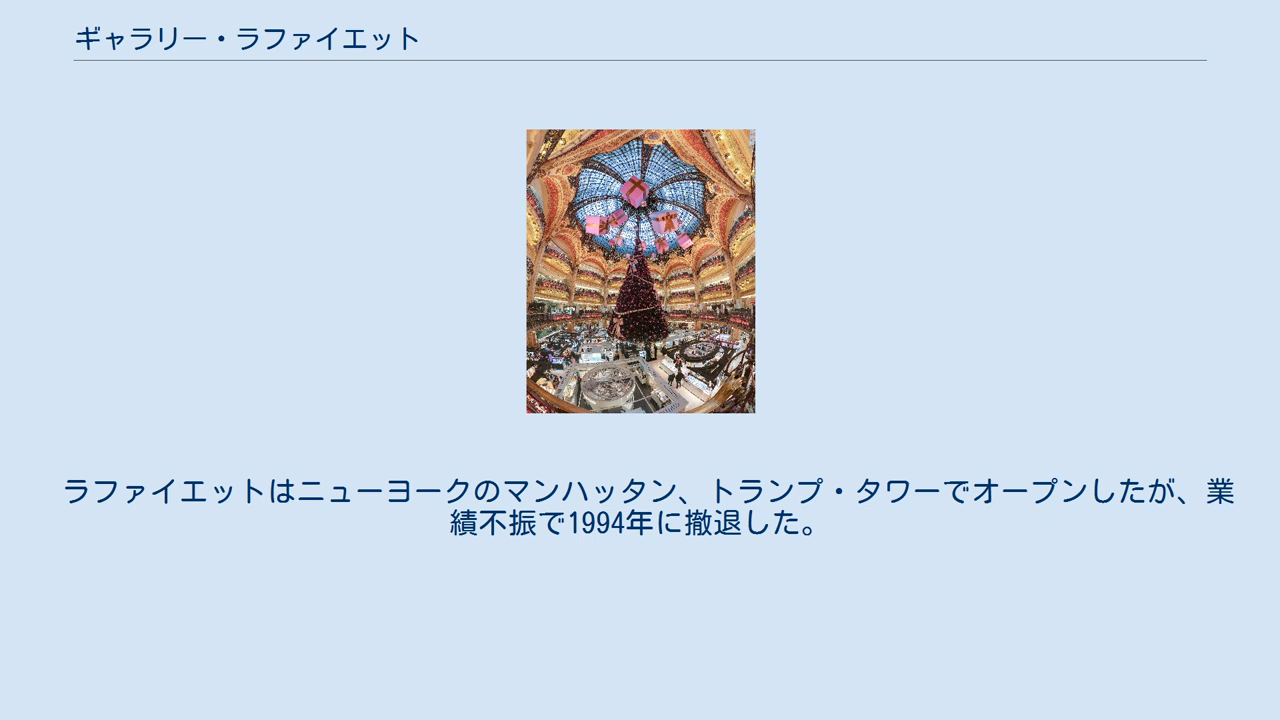 ギャラリー・ラファイエット
ラファイエットはニューヨークのマンハッタン、トランプ・タワーでオープンしたが、業
績不振で1994年に撤退した。